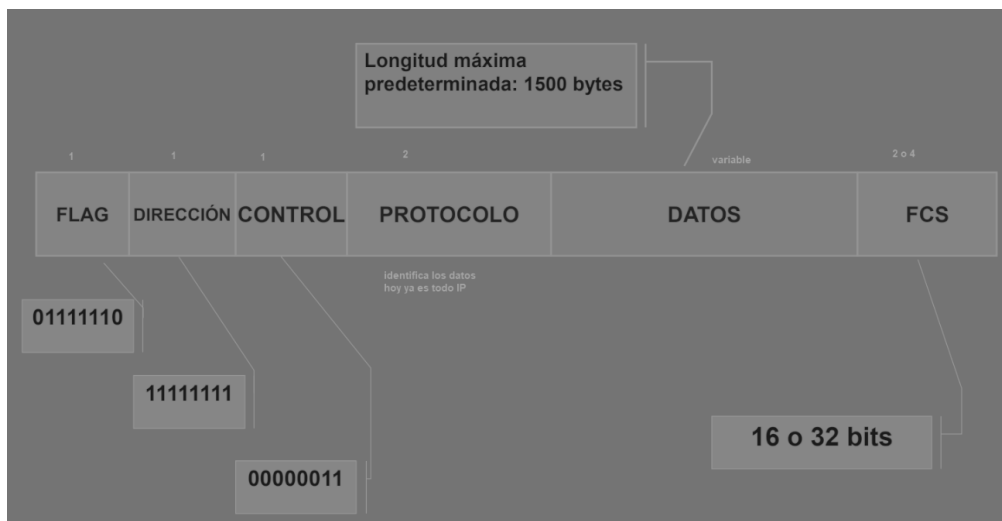 Longitud máxima
predeterminada: 1500 bytes
1 1 1 2 variable 2 o 4
FLAG DIRECCIÓN CONTROL PROTOCOLO DATOS FCS
identifica los datos
hoy ya es todo IP
01111110
11111111
16 o 32 bits
00000011